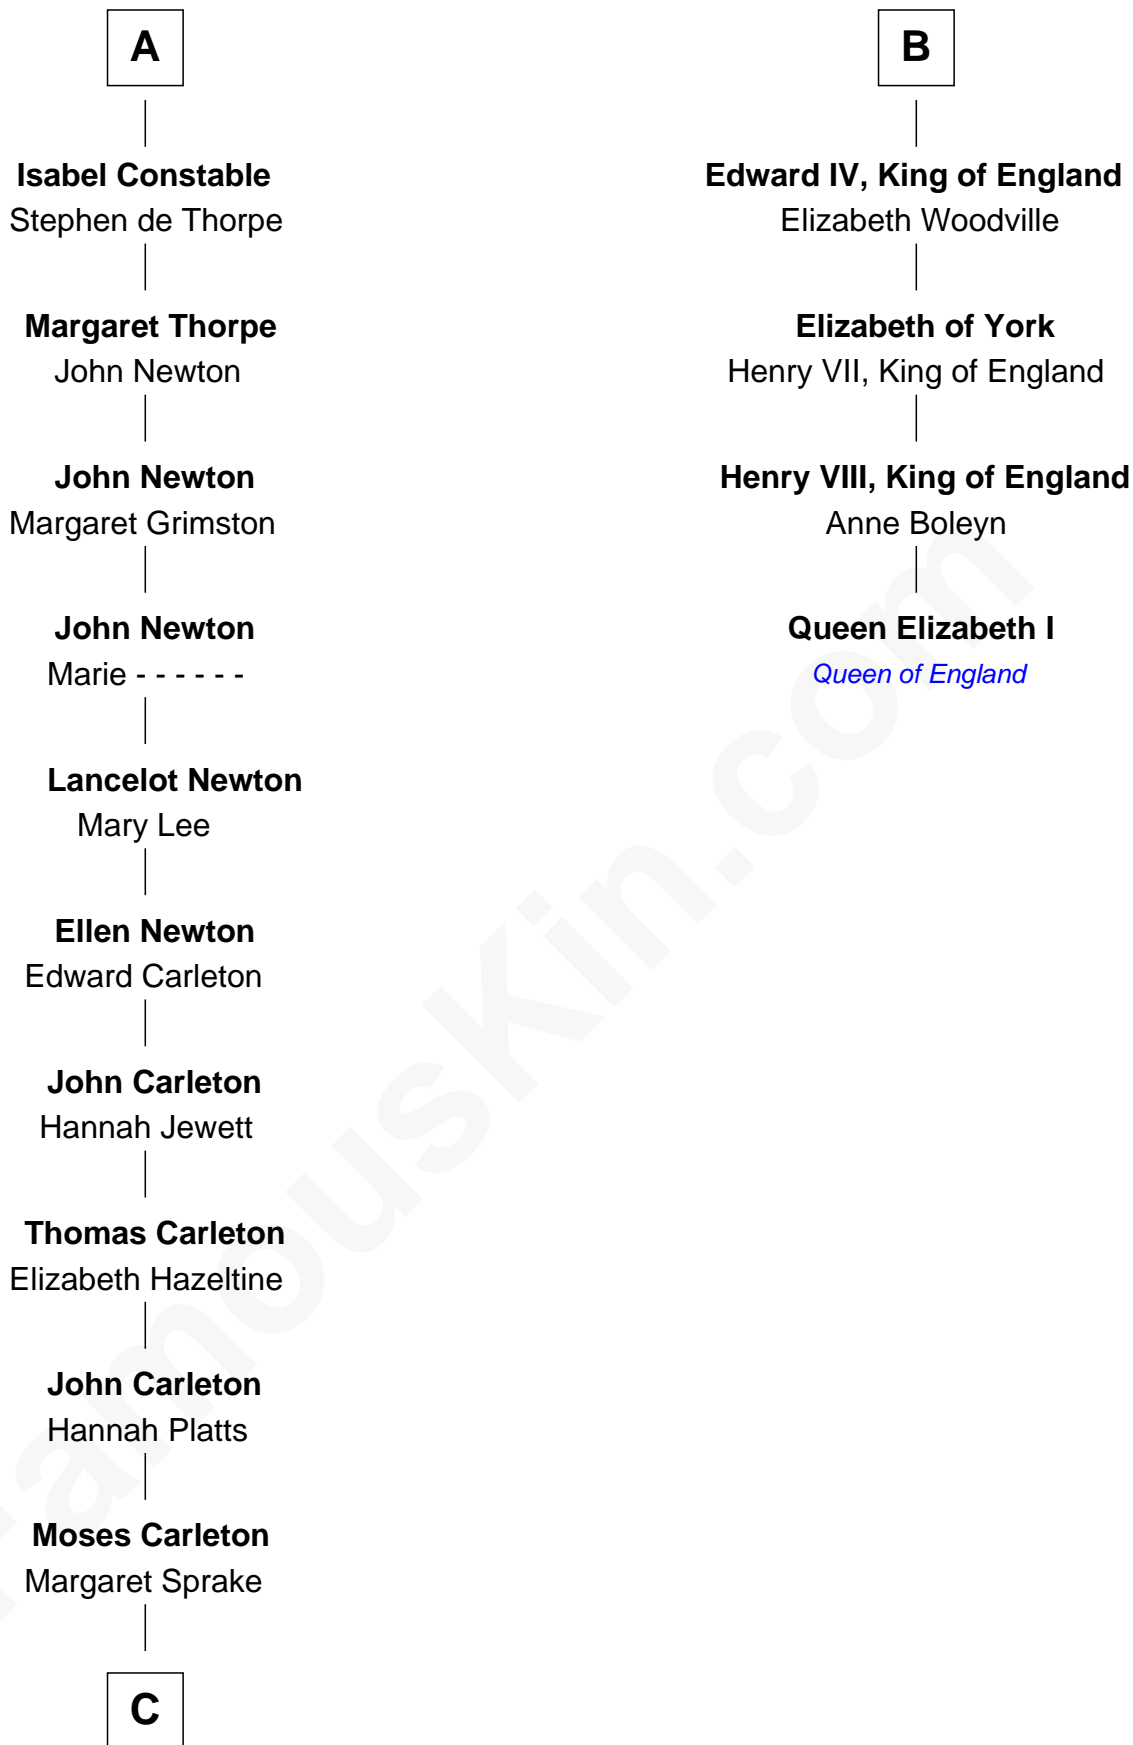 A
Isabel Constable
Stephen de Thorpe
Margaret Thorpe
John Newton
John Newton
Margaret Grimston
John Newton
Marie - - - - - -
Lancelot Newton
Mary Lee
Ellen Newton
Edward Carleton
John Carleton
Hannah Jewett
Thomas Carleton
Elizabeth Hazeltine
John Carleton
Hannah Platts
Moses Carleton
Margaret Sprake
C
B
Edward IV, King of England
Elizabeth Woodville
Elizabeth of York
Henry VII, King of England
Henry VIII, King of England
Anne Boleyn
Queen Elizabeth I
Queen of England
FamousKin.com